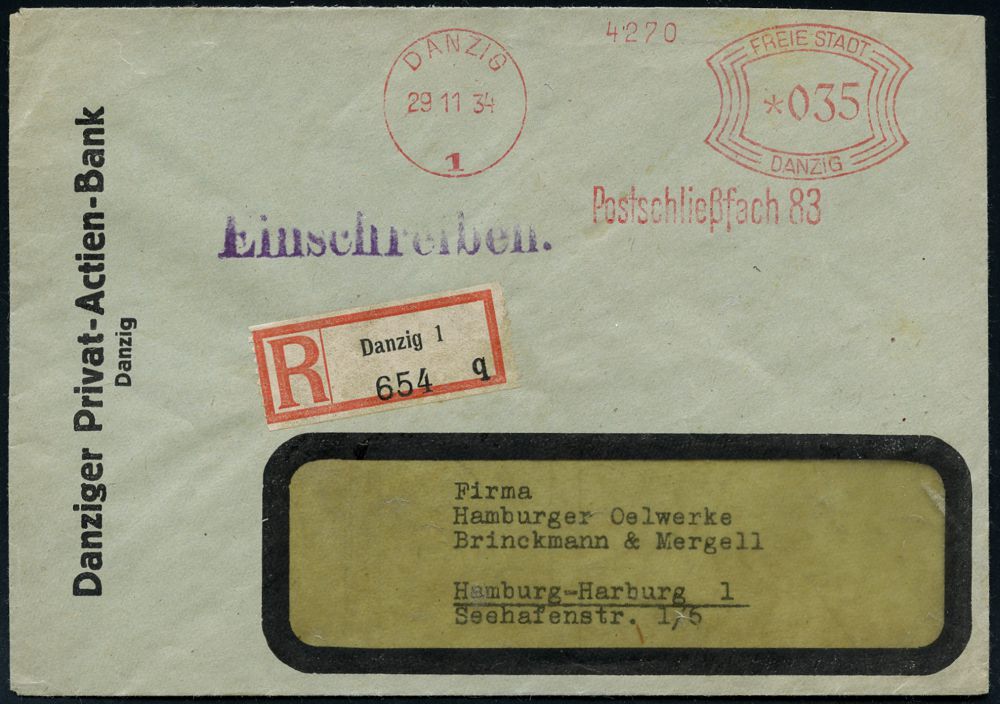 4270
DANZIG
29 11 34
1
FREIE STADT
*035
DANZIG
Postschließfach 83
Einschreiben.
Danziger Privat-Actien-Bank
Danzig
R
Danzig 1
654 q
Firma
Hamburger Oelwerke
Brinckmann & Mergell
Hamburg-Harburg 1
Seehafenstr. 1/5